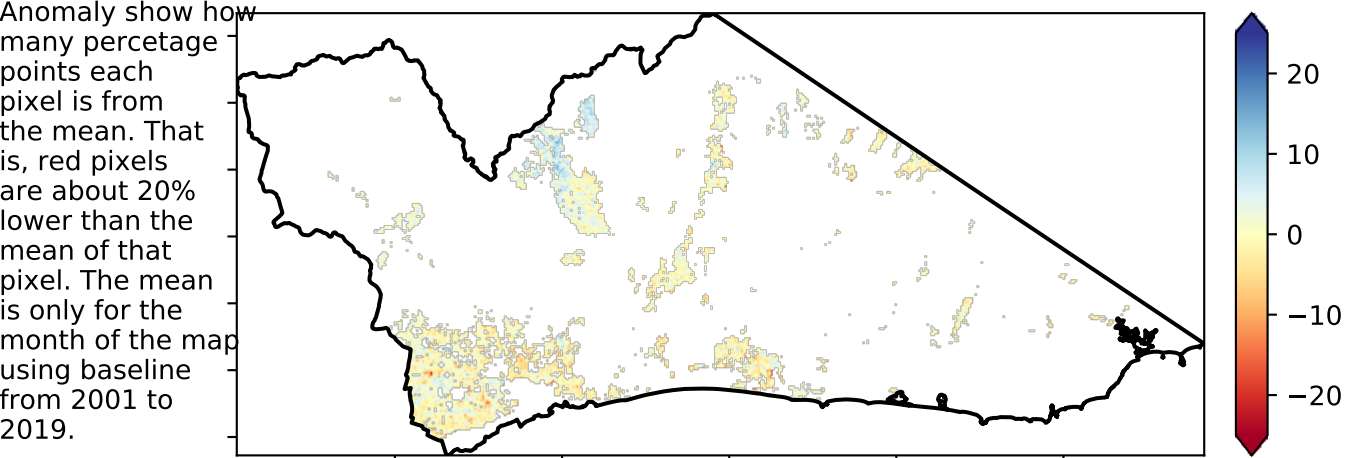 Anomaly show how
many percetage
points each
pixel is from
the mean. That
is, red pixels
are about 20%
lower than the
mean of that
pixel. The mean
is only for the
month of the map
using baseline
from 2001 to
2019.
20
10
0
−10
−20